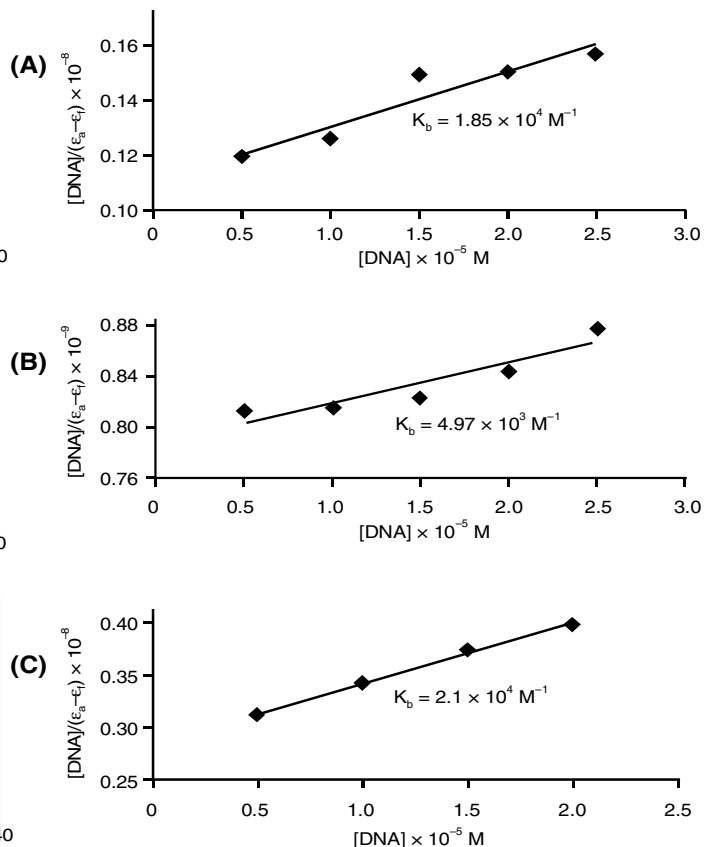 (A)
[DNA]/(εa–εf) × 10⁻⁸
0.16
0.14
0.12
0.10
Kb = 1.85 × 10⁴ M⁻¹
0 0.5 1.0 1.5 2.0 2.5 3.0
[DNA] × 10⁻⁵ M
0
(B)
[DNA]/(εa–εf) × 10⁻⁹
0.88
0.84
0.80
0.76
Kb = 4.97 × 10³ M⁻¹
0 0.5 1.0 1.5 2.0 2.5 3.0
[DNA] × 10⁻⁵ M
0
(C)
[DNA]/(εa–εf) × 10⁻⁸
0.40
0.35
0.30
0.25
Kb = 2.1 × 10⁴ M⁻¹
0 0.5 1.0 1.5 2.0 2.5
[DNA] × 10⁻⁵ M
40